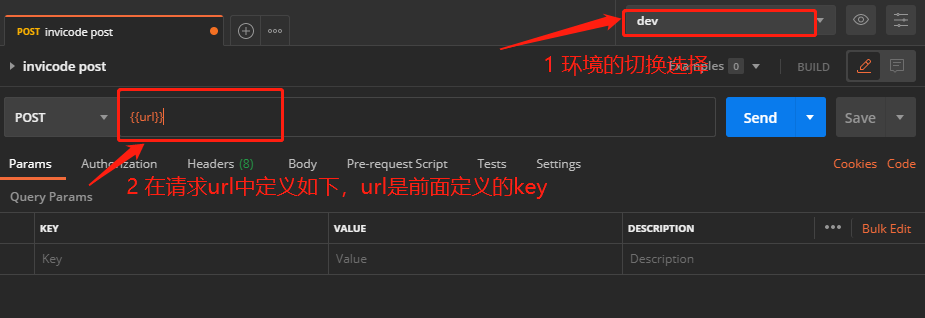 POST invicode post
dev
1 环境的切换选择
invicode post
Examples 0
BUILD
POST
{{url}}
Send
Save
Params Authorization Headers (8) Body Pre-request Script Tests Settings Cookies Code
2 在请求url中定义如下，url是前面定义的key
Query Params
KEY VALUE DESCRIPTION ••• Bulk Edit
Key Value Description